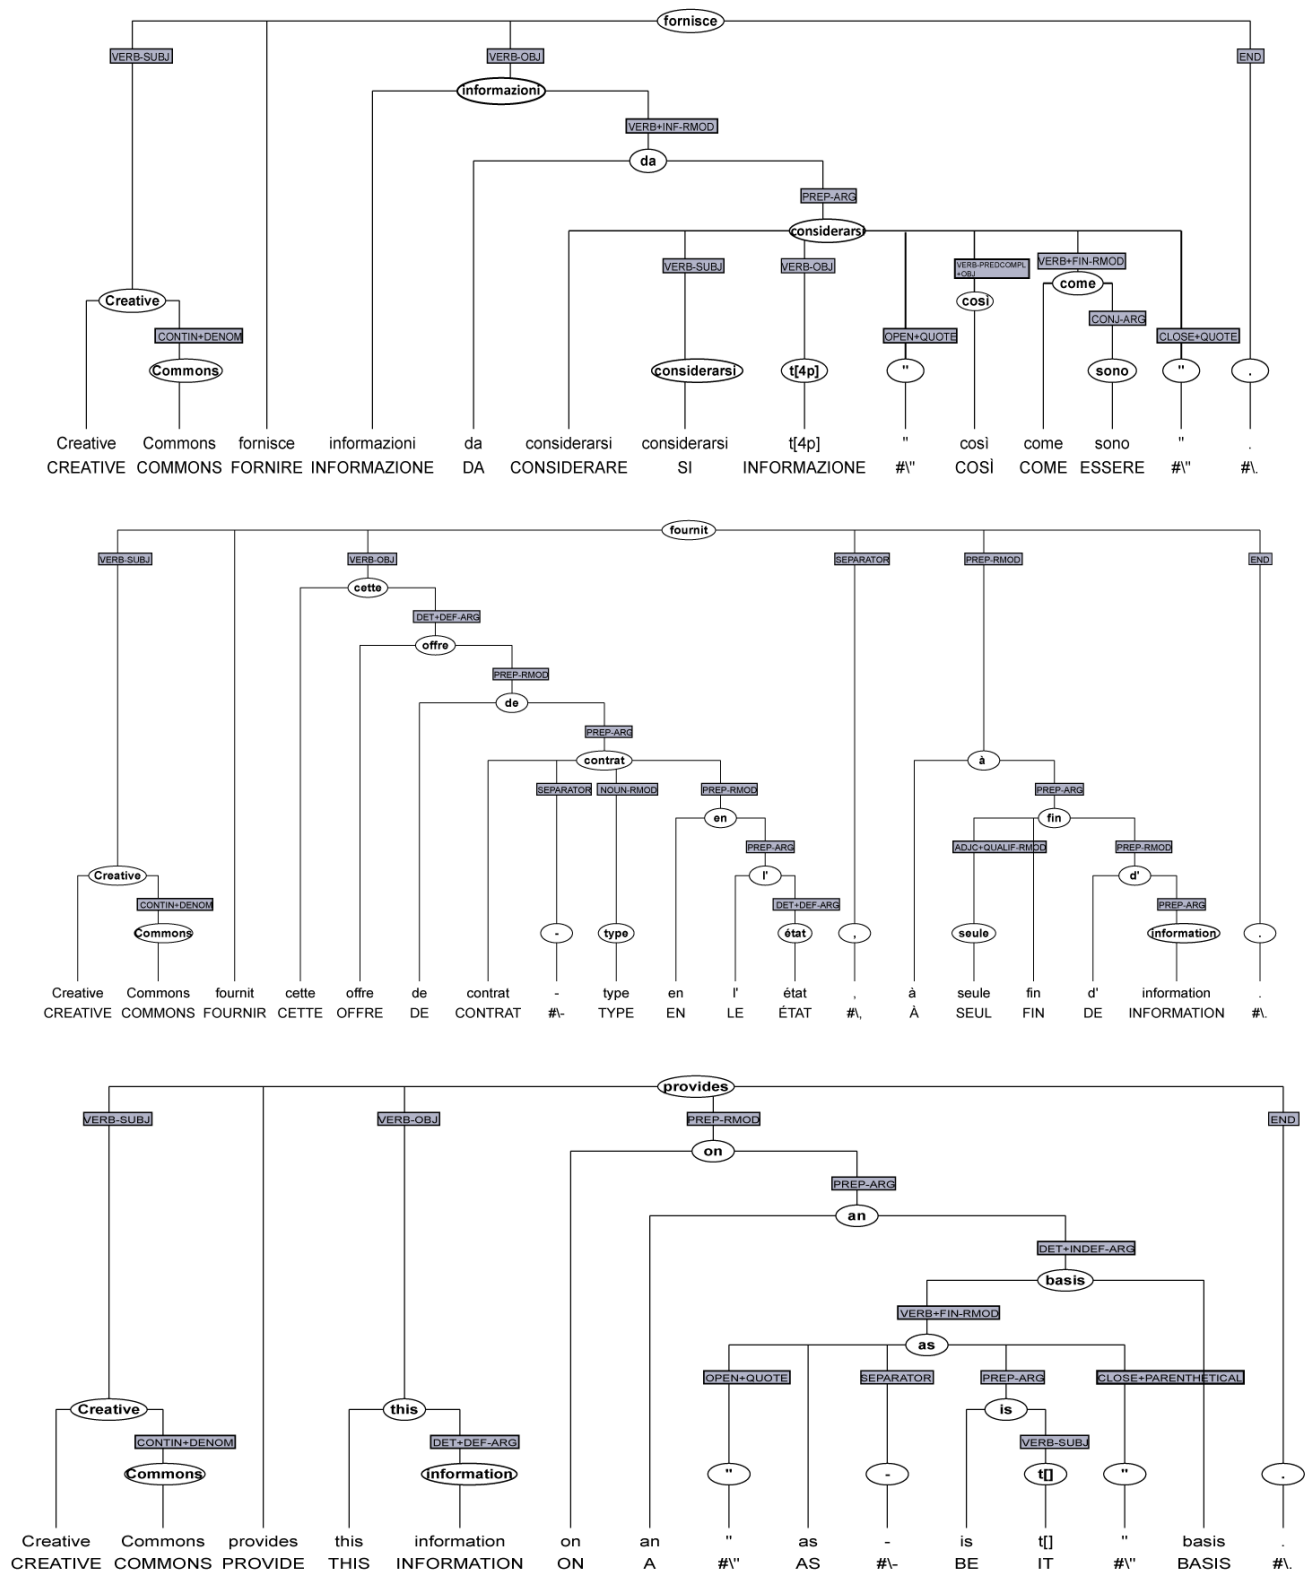 fornisce
VERB-SUBJ VERB-OBJ END
informazioni
VERB+INF-RMOD
da
PREP-ARG
considerarsi
VERB-SUBJ VERB-OBJ VERB-PREDCOMPL +OBJ VERB+FIN-RMOD
Creative così come
CONTIN+DENOM OPEN+QUOTE CONJ-ARG CLOSE+QUOTE
Commons considerarsi t[4p] " sono " .
Creative Commons fornisce informazioni da considerarsi considerarsi t[4p] " così come sono " .
CREATIVE COMMONS FORNIRE INFORMAZIONE DA CONSIDERARE SI INFORMAZIONE #\" COSÌ COME ESSERE #\" #\.
fournit
VERB-SUBJ VERB-OBJ SEPARATOR PREP-RMOD END
cette
DET+DEF-ARG
offre
PREP-RMOD
de
PREP-ARG
contrat à
SEPARATOR NOUN-RMOD PREP-RMOD PREP-ARG
en fin
PREP-ARG ADJC+QUALIF-RMOD PREP-RMOD
Creative l' d'
CONTIN+DENOM DET+DEF-ARG PREP-ARG
Commons - type état , seule information .
Creative Commons fournit cette offre de contrat - type en l' état , à seule fin d' information .
CREATIVE COMMONS FOURNIR CETTE OFFRE DE CONTRAT #\- TYPE EN LE ÉTAT #\, À SEUL FIN DE INFORMATION #\.
provides
VERB-SUBJ VERB-OBJ PREP-RMOD END
on
PREP-ARG
an
DET+INDEF-ARG
basis
VERB+FIN-RMOD
as
OPEN+QUOTE SEPARATOR PREP-ARG CLOSE+PARENTHETICAL
Creative this is
CONTIN+DENOM DET+DEF-ARG VERB-SUBJ
Commons information " - t[] " .
Creative Commons provides this information on an " as - is t[] " basis .
CREATIVE COMMONS PROVIDE THIS INFORMATION ON A #\" AS #\- BE IT #\" BASIS #\.